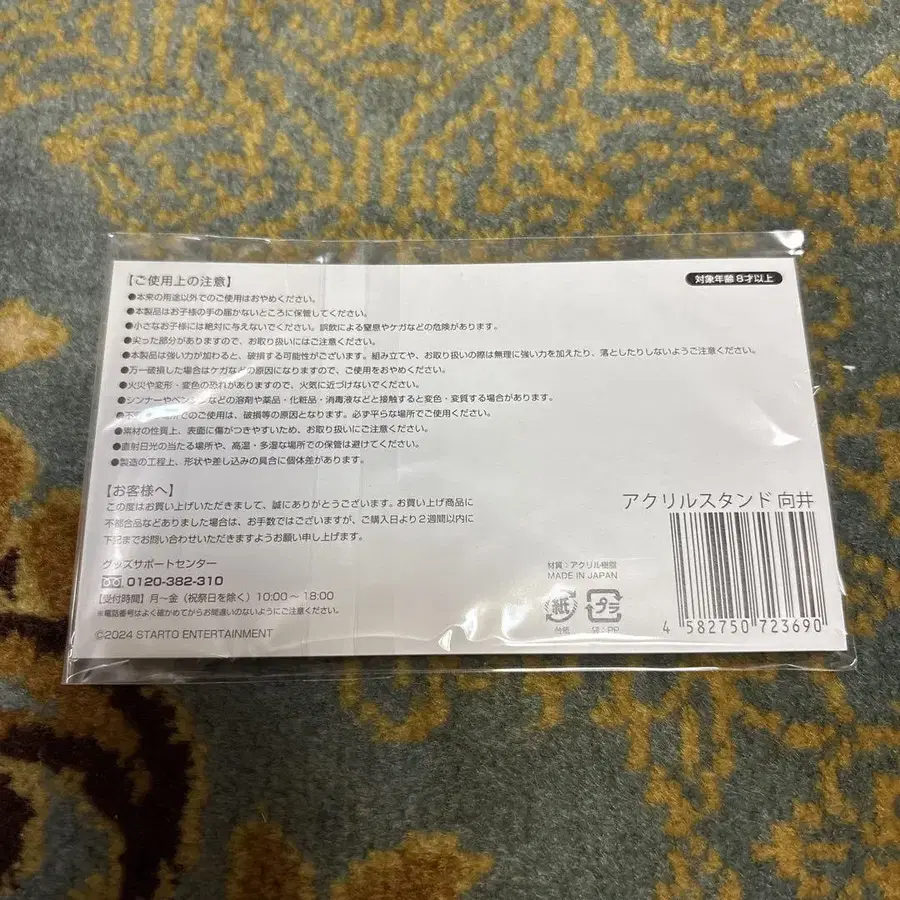 【ご使用上の注意】
対象年齢8才以上
●本来の用途以外でのご使用はおやめください。
●本製品はお子様の手の届かないところに保管してください。
●小さなお子様には絶対に与えないでください。誤飲による窒息やケガなどの危険があります。
●尖った部分がありますので、お取り扱いにはご注意ください。
●本製品は強い力が加わると、破損する可能性がございます。組み立てや、お取り扱いの際は無理に強い力を加えたり、落としたりしないようご注意ください。
●万一破損した場合はケガなどの原因になりますので、ご使用をおやめください。
●火災や変形・変色の恐れがありますので、火気に近づけないでください。
●シンナーやベンジンなどの溶剤や薬品・化粧品・消毒液などと接触すると変色・変質する場合があります。
でのご使用は、破損等の原因となります。必ず平らな場所でご使用ください。
●素材の性質上、表面に傷がつきやすいため、お取り扱いにご注意ください。
●直射日光の当たる場所や、高温・多湿な場所での保管は避けてください。
●製造の工程上、形状や差し込みの具合に個体差があります。
【お客様へ】
この度はお買い上げいただきまして、誠にありがとうございます。お買い上げ商品に
不都合品などありました場合は、お手数ではございますが、ご購入日より2週間以内に
下記までお問い合わせいただきますようお願い申し上げます。
グッズサポートセンター
0120-382-310
【受付時間】月〜金（祝祭日を除く）10:00〜18:00
※電話番号はよく確かめてからお間違いのないようにご注意ください。
©2024 STARTO ENTERTAINMENT
アクリルスタンド 向井
材質：アクリル樹脂
MADE IN JAPAN
紙
台紙
プラ
袋：PP
4 582750 723690